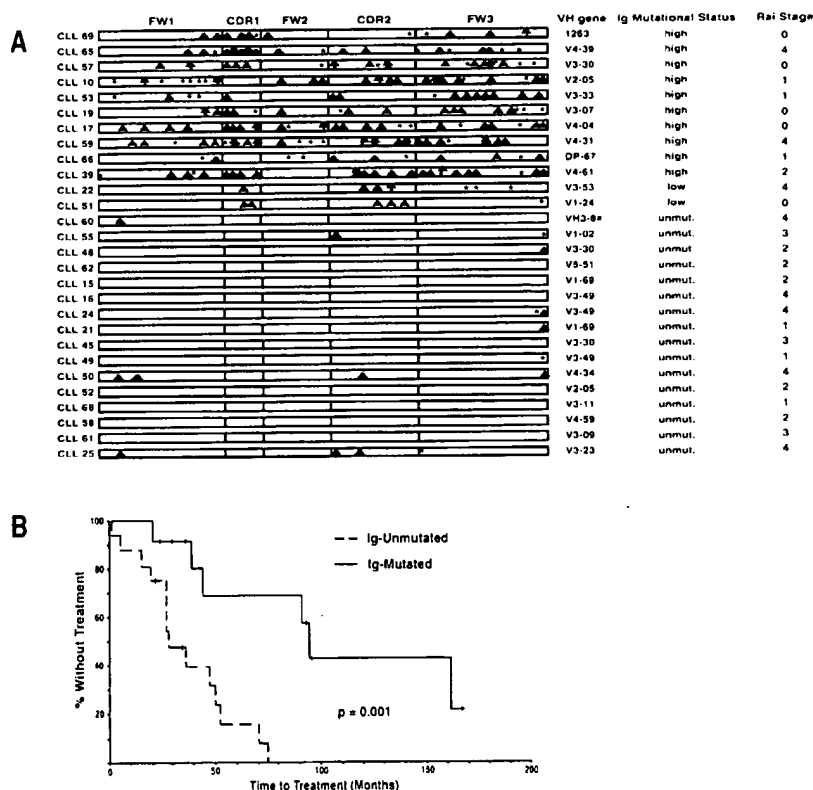 A
FW1 CDR1 FW2 CDR2 FW3 VH gene Ig Mutational Status Rai Stage
CLL 69 1263 high 0
CLL 65 V4-39 high 4
CLL 57 V3-30 high 0
CLL 10 V2-05 high 1
CLL 53 V3-33 high 1
CLL 19 V3-07 high 0
CLL 17 V4-04 high 0
CLL 59 V4-31 high 4
CLL 66 DP-67 high 1
CLL 39 V4-61 high 2
CLL 22 V3-53 low 4
CLL 51 V1-24 low 0
CLL 60 unmut. 4
CLL 55 V1-02 unmut. 3
CLL 46 V3-30 unmut. 2
CLL 62 V5-51 unmut. 2
CLL 15 V1-69 unmut. 2
CLL 16 V3-49 unmut. 4
CLL 24 V3-49 unmut. 4
CLL 21 V1-69 unmut. 1
CLL 45 V3-30 unmut. 3
CLL 49 V3-49 unmut. 1
CLL 50 V4-34 unmut. 4
CLL 52 V2-05 unmut. 2
CLL 68 V3-11 unmut. 1
CLL 58 V4-59 unmut. 2
CLL 61 V3-09 unmut. 3
CLL 25 V3-23 unmut. 4
B
100
80
60
40
20
% Without Treatment
Ig-Unmutated
Ig-Mutated
p = 0.001
0 50 100 150 200
Time to Treatment (Months)